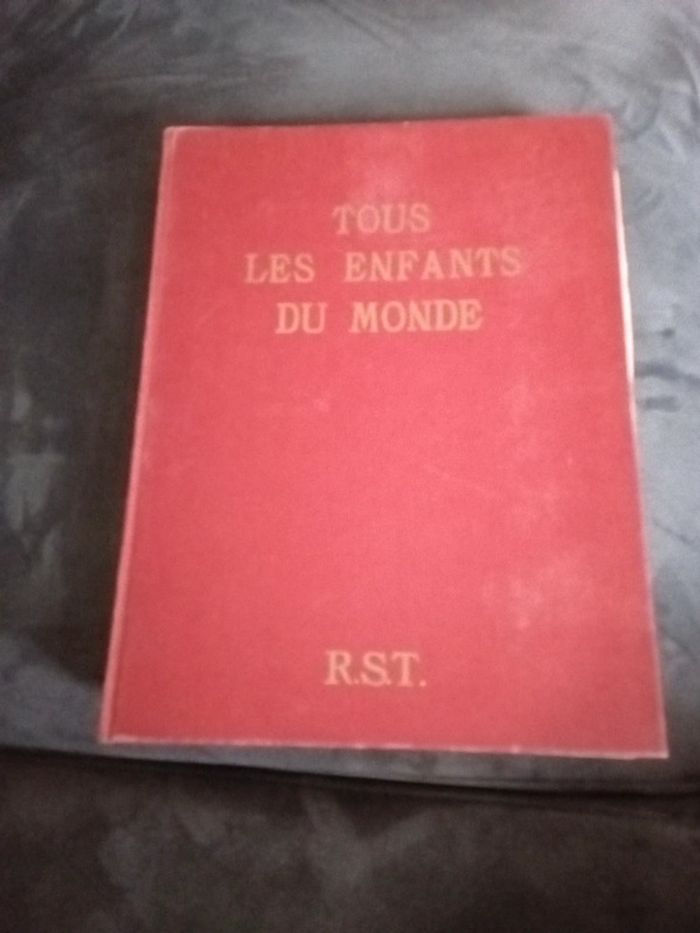 TOUS
LES ENFANTS
DU MONDE
R.S.T.